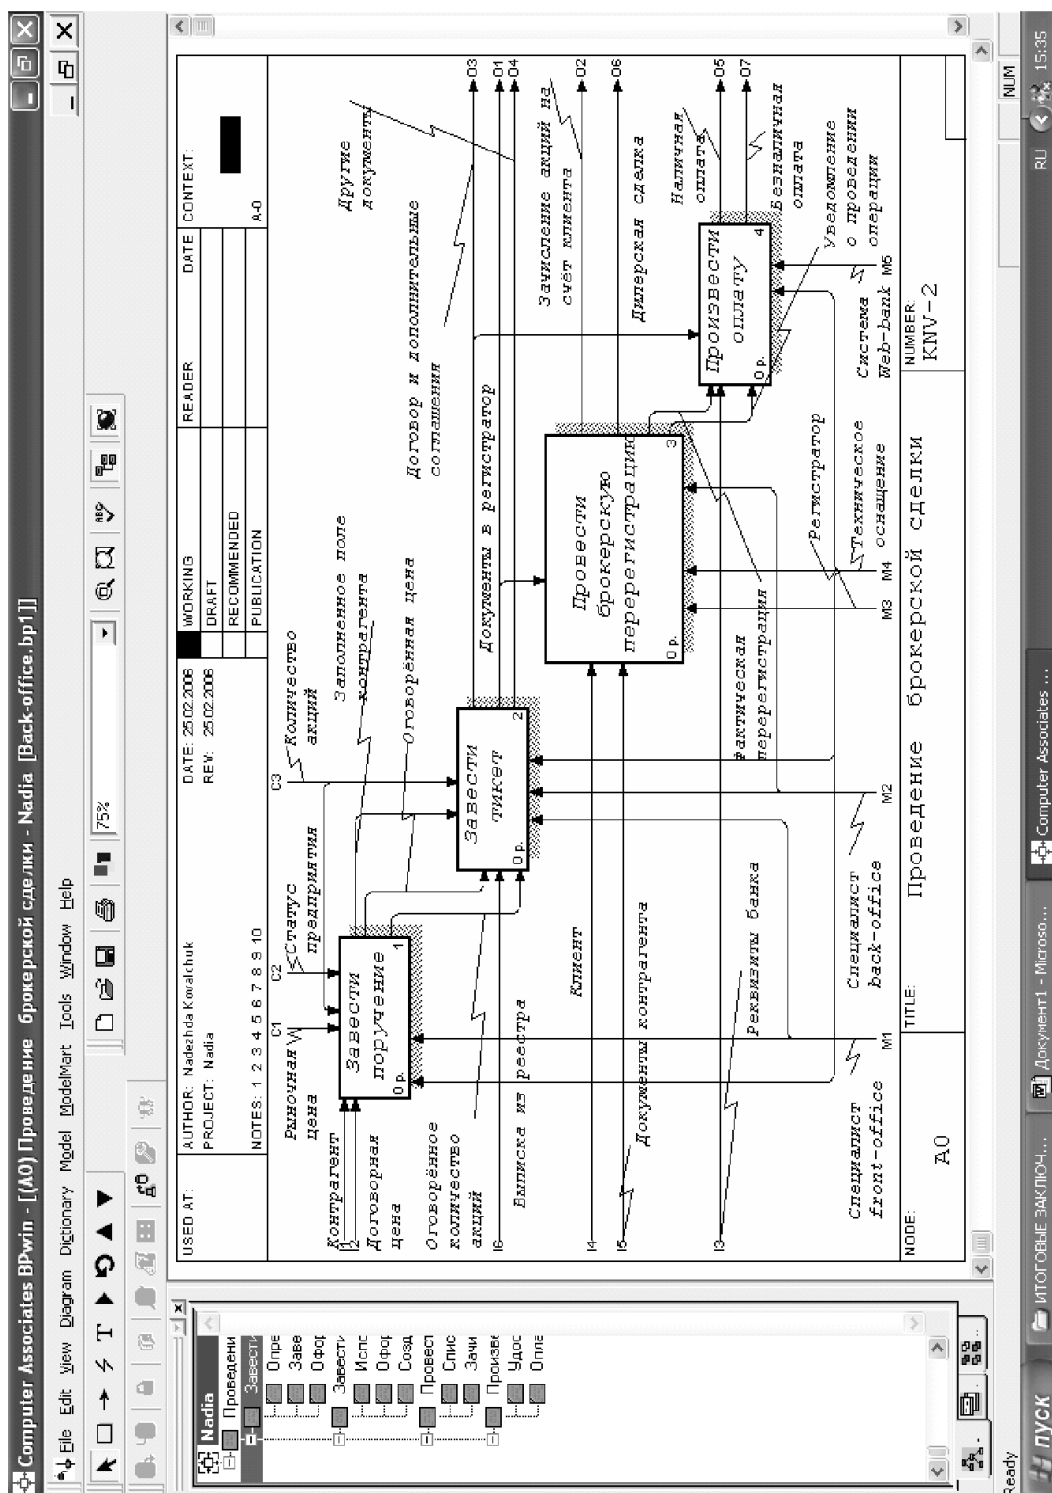 Computer Associates BPwin - [(A0) Проведение брокерской сделки - Nadia [Back-office.bp1]]
File Edit View Diagram Dictionary Model ModelMart Tools Window Help
75%
Nadia
Проведени
Завести
Опре
Заве
Офор
Завести
Испо
Офор
Созд
Провест
Спис
Зачи
Произве
Удос
Опла
USED AT:
AUTHOR: Nadezhda Kovalchuk
PROJECT: Nadia
NOTES: 1 2 3 4 5 6 7 8 9 10
DATE: 25.02.2006
REV: 25.02.2006
WORKING
DRAFT
RECOMMENDED
PUBLICATION
READER
DATE
CONTEXT:
A-0
C1
C2
C3
Рыночная
цена
Статус
предприятия
Количество
акций
Заполненное поле
контрагента
Оговорённая цена
Контрагент
I1
I2
Договорная
цена
Завести
поручение
0 р.
1
Оговорённое
количество
акций
I6
Выписка из реестра
Завести
тикет
0 р.
2
Документы в регистратор
Договор и дополнительные
соглашения
Другие
документы
O3
O1
O4
Зачисление акций на
счёт клиента
O2
Дилерская сделка
O6
I4
Клиент
I5
Документы контрагента
Провести
брокерскую
перерегистрацию
0 р.
3
Наличная
оплата
O5
O7
Безналичная
оплата
I3
Реквизиты банка
Фактическая
перерегистрация
Произвести
оплату
0 р.
4
Уведомление
о проведении
операции
Регистратор
Специалист
front-office
M1
Специалист
back-office
M2
M3
M4
Техническое
оснащение
Система
Web-bank
M5
NODE:
A0
TITLE:
Проведение брокерской сделки
NUMBER:
KNV-2
Ready
NUM
пуск
ИТОГОВЫЕ ЗАКЛЮЧ...
Документ1 - Microso...
Computer Associates ...
RU
15:35